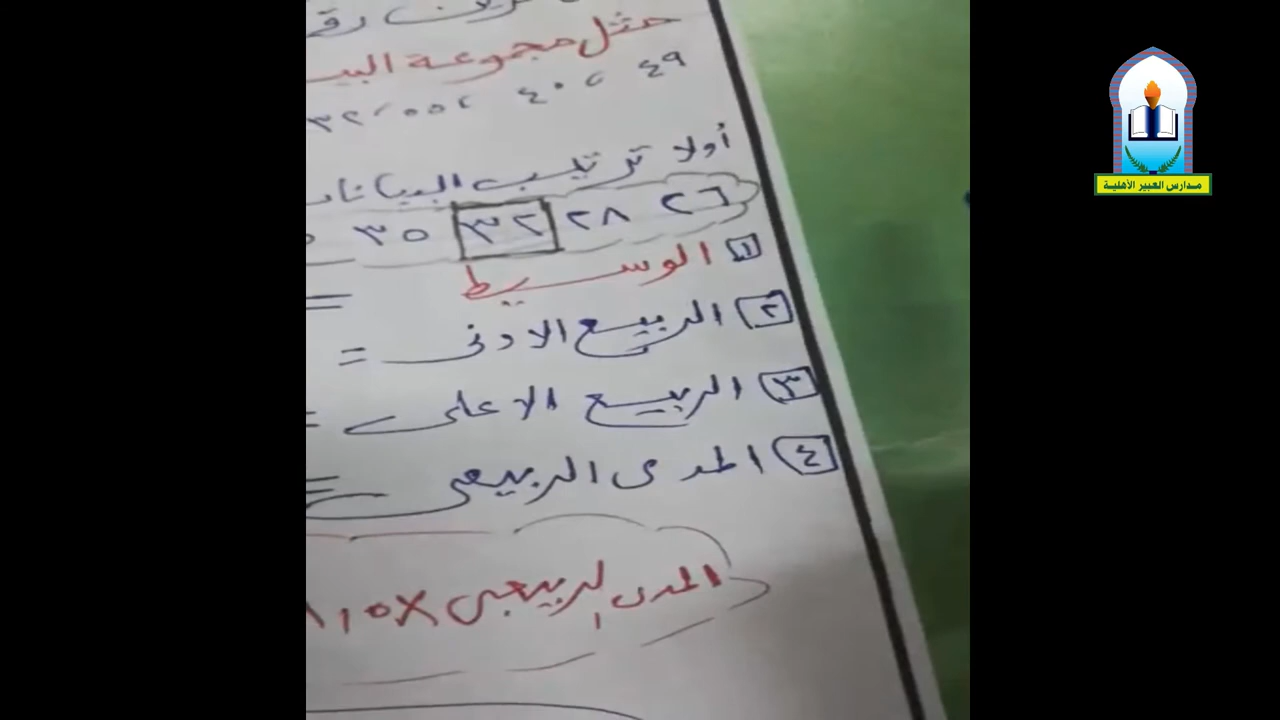 مثل مجموعة البيـ
٤٩ ، ٤٠ ، ٥٥ ، ٣٢
أولا ترتيب البيانات
٢٦ ٢٨ ٣٢ ٣٥
١ الوسيط =
٢ الربيع الادنى =
٣ الربيع الاعلى =
٤ المدى الربيعي =
المدى الربيعي × ١,٥
مدارس العبير الأهلية